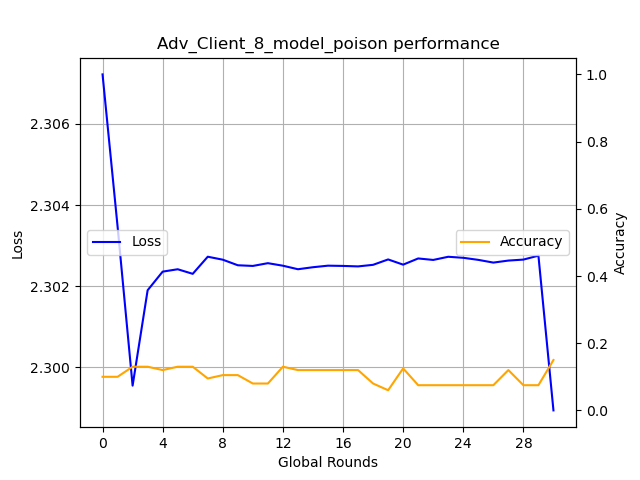 Adv_Client_8_model_poison performance
1.0
2.306
0.8
2.304
0.6
Loss
Accuracy
Loss
Accuracy
0.4
2.302
0.2
2.300
0.0
0 4 8 12 16 20 24 28
Global Rounds